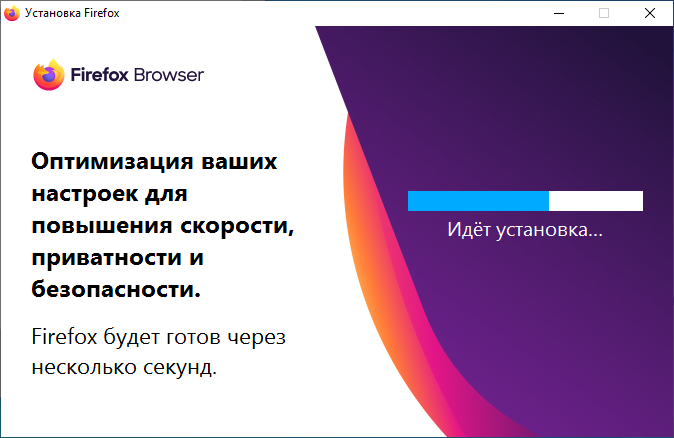 Установка Firefox
Firefox Browser
Оптимизация ваших
настроек для
повышения скорости,
приватности и
безопасности.
Идёт установка...
Firefox будет готов через
несколько секунд.